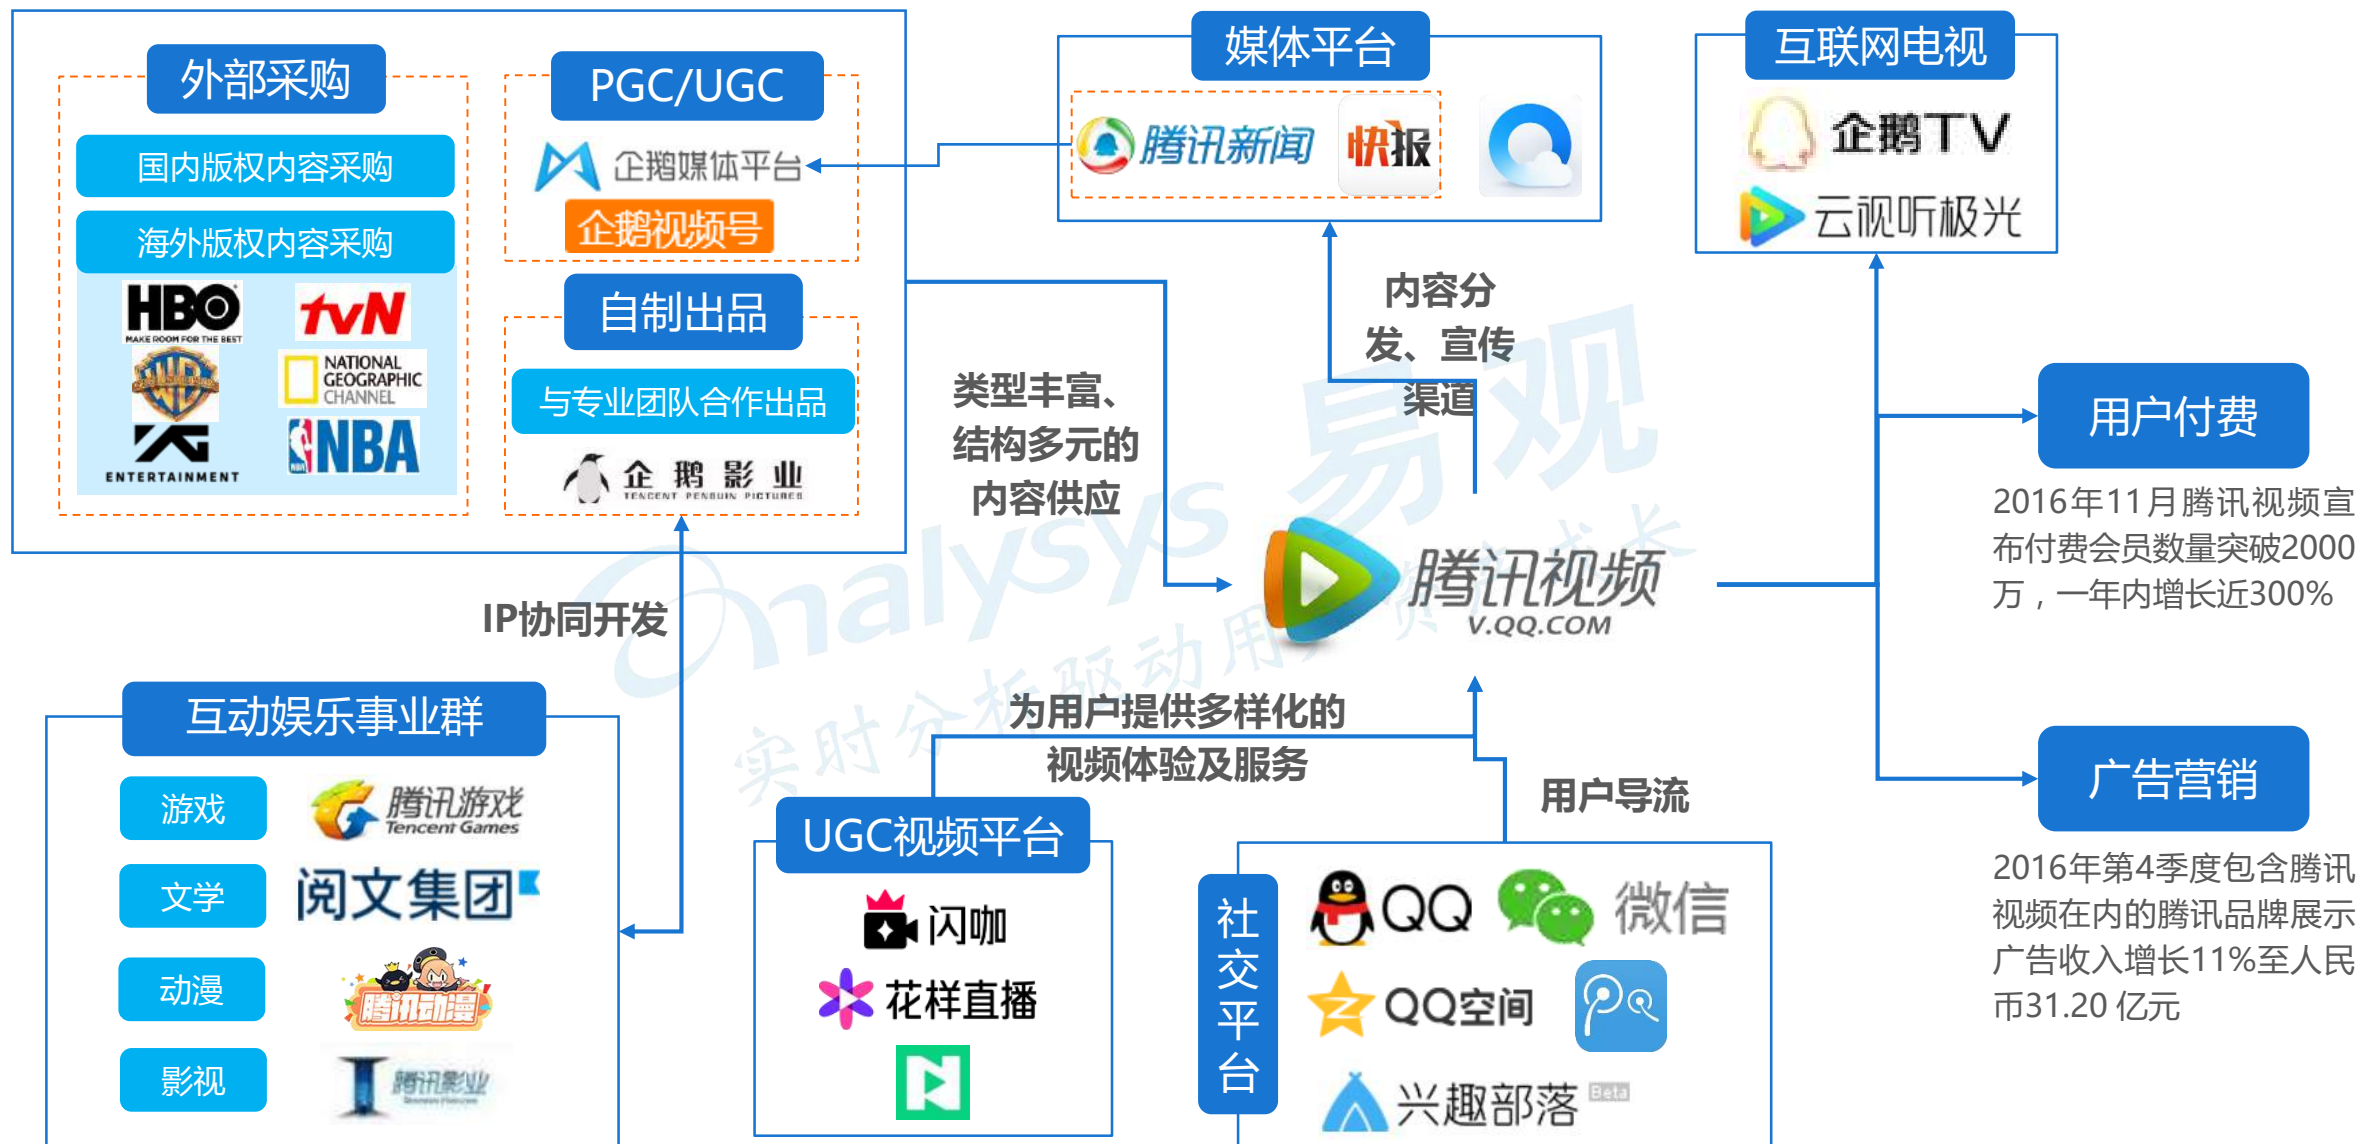 外部采购
国内版权内容采购
海外版权内容采购
HBO
MAKE ROOM FOR THE BEST
tvN
NATIONAL
GEOGRAPHIC
CHANNEL
YG
ENTERTAINMENT
NBA
PGC/UGC
企鹅媒体平台
企鹅视频号
自制出品
与专业团队合作出品
企鹅影业
TENCENT PENGUIN PICTURES
媒体平台
腾讯新闻
快报
互联网电视
企鹅TV
云视听极光
内容分
发、宣传
渠道
类型丰富、
结构多元的
内容供应
腾讯视频
V.QQ.COM
用户付费
2016年11月腾讯视频宣
布付费会员数量突破2000
万，一年内增长近300%
广告营销
2016年第4季度包含腾讯
视频在内的腾讯品牌展示
广告收入增长11%至人民
币31.20 亿元
IP协同开发
互动娱乐事业群
游戏
腾讯游戏
Tencent Games
文学
阅文集团
动漫
腾讯动漫
影视
腾讯影业
为用户提供多样化的
视频体验及服务
UGC视频平台
闪咖
花样直播
用户导流
社交平台
QQ
微信
QQ空间
兴趣部落
Beta
analysys 易观